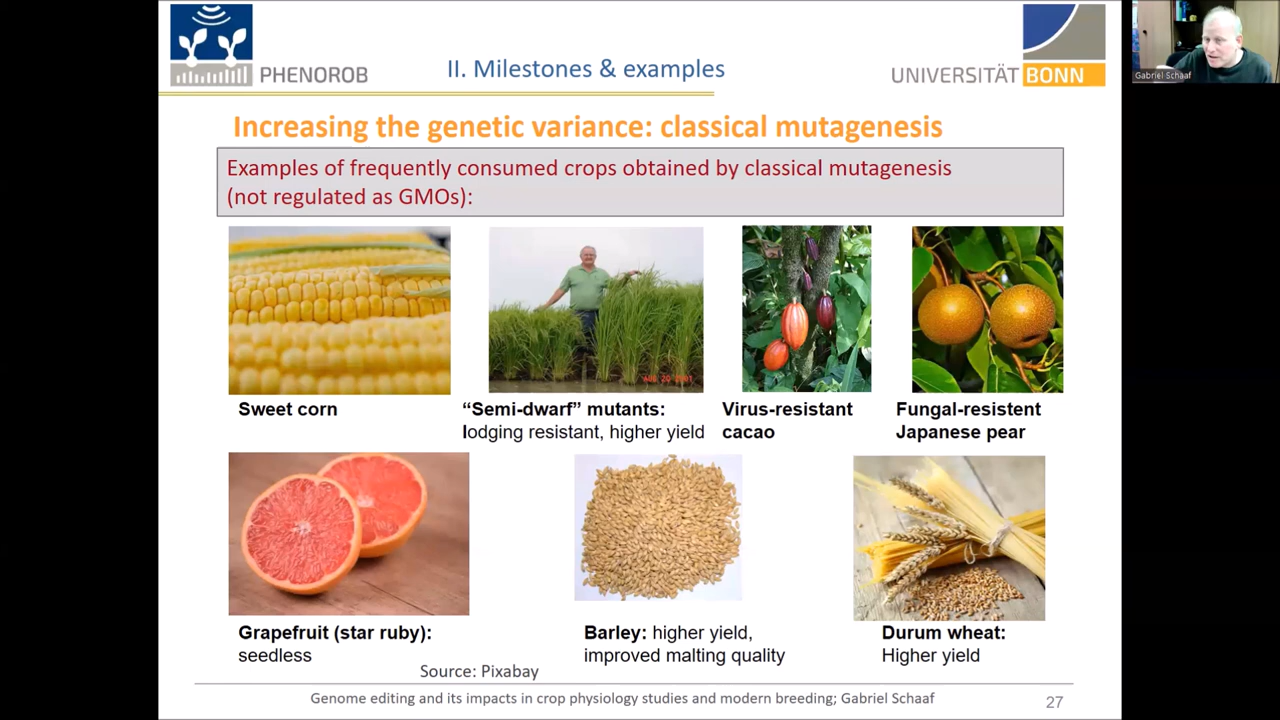 PHENOROB
II. Milestones & examples
UNIVERSITÄT BONN
Gabriel Schaaf
Increasing the genetic variance: classical mutagenesis
Examples of frequently consumed crops obtained by classical mutagenesis
(not regulated as GMOs):
Sweet corn
“Semi-dwarf” mutants:
lodging resistant, higher yield
Virus-resistant
cacao
Fungal-resistent
Japanese pear
Grapefruit (star ruby):
seedless
Barley: higher yield,
improved malting quality
Durum wheat:
Higher yield
Source: Pixabay
Genome editing and its impacts in crop physiology studies and modern breeding; Gabriel Schaaf
27